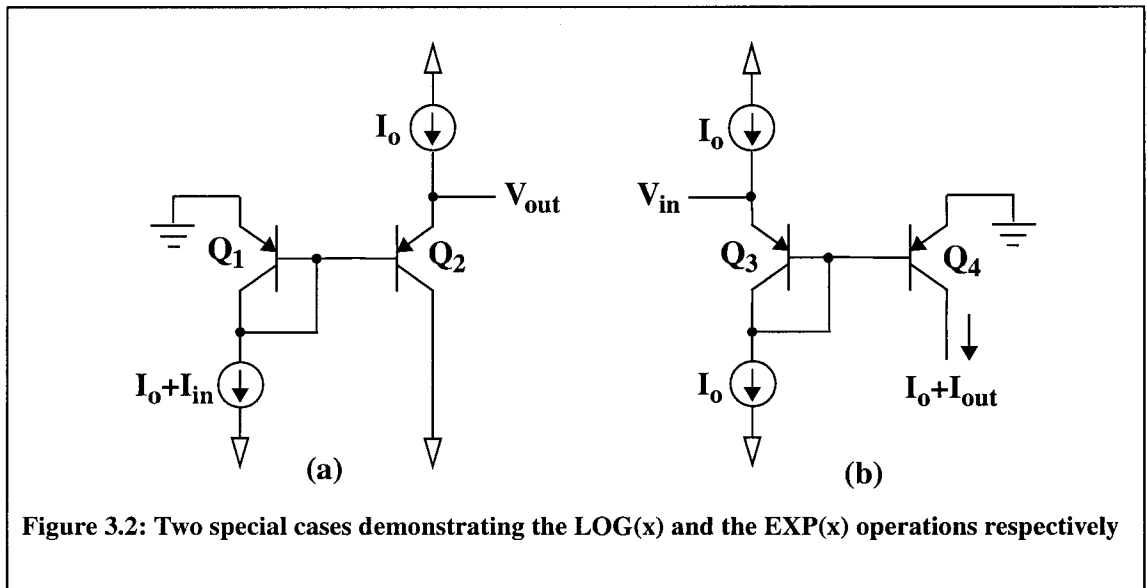 I_o
V_out
Q_1
Q_2
I_o+I_in
(a)
I_o
V_in
Q_3
Q_4
I_o
I_o+I_out
(b)
Figure 3.2: Two special cases demonstrating the LOG(x) and the EXP(x) operations respectively